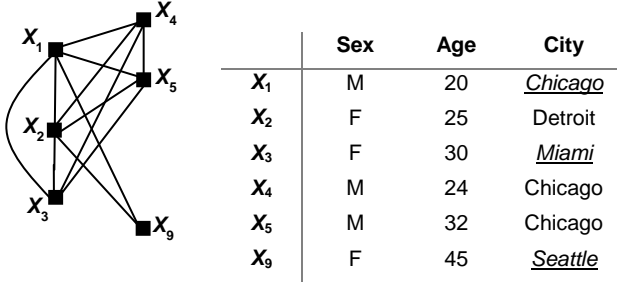 X₄
X₁
X₅
X₂
X₃
X₉
Sex Age City
X₁ M 20 Chicago
X₂ F 25 Detroit
X₃ F 30 Miami
X₄ M 24 Chicago
X₅ M 32 Chicago
X₉ F 45 Seattle